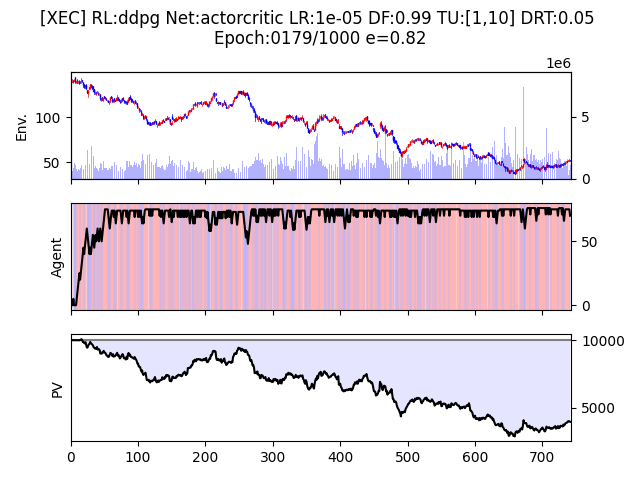 [XEC] RL:ddpg Net:actorcritic LR:1e-05 DF:0.99 TU:[1,10] DRT:0.05
Epoch:0179/1000 e=0.82
1e6
Env.
100
50
5
0
Agent
50
0
PV
10000
5000
0 100 200 300 400 500 600 700